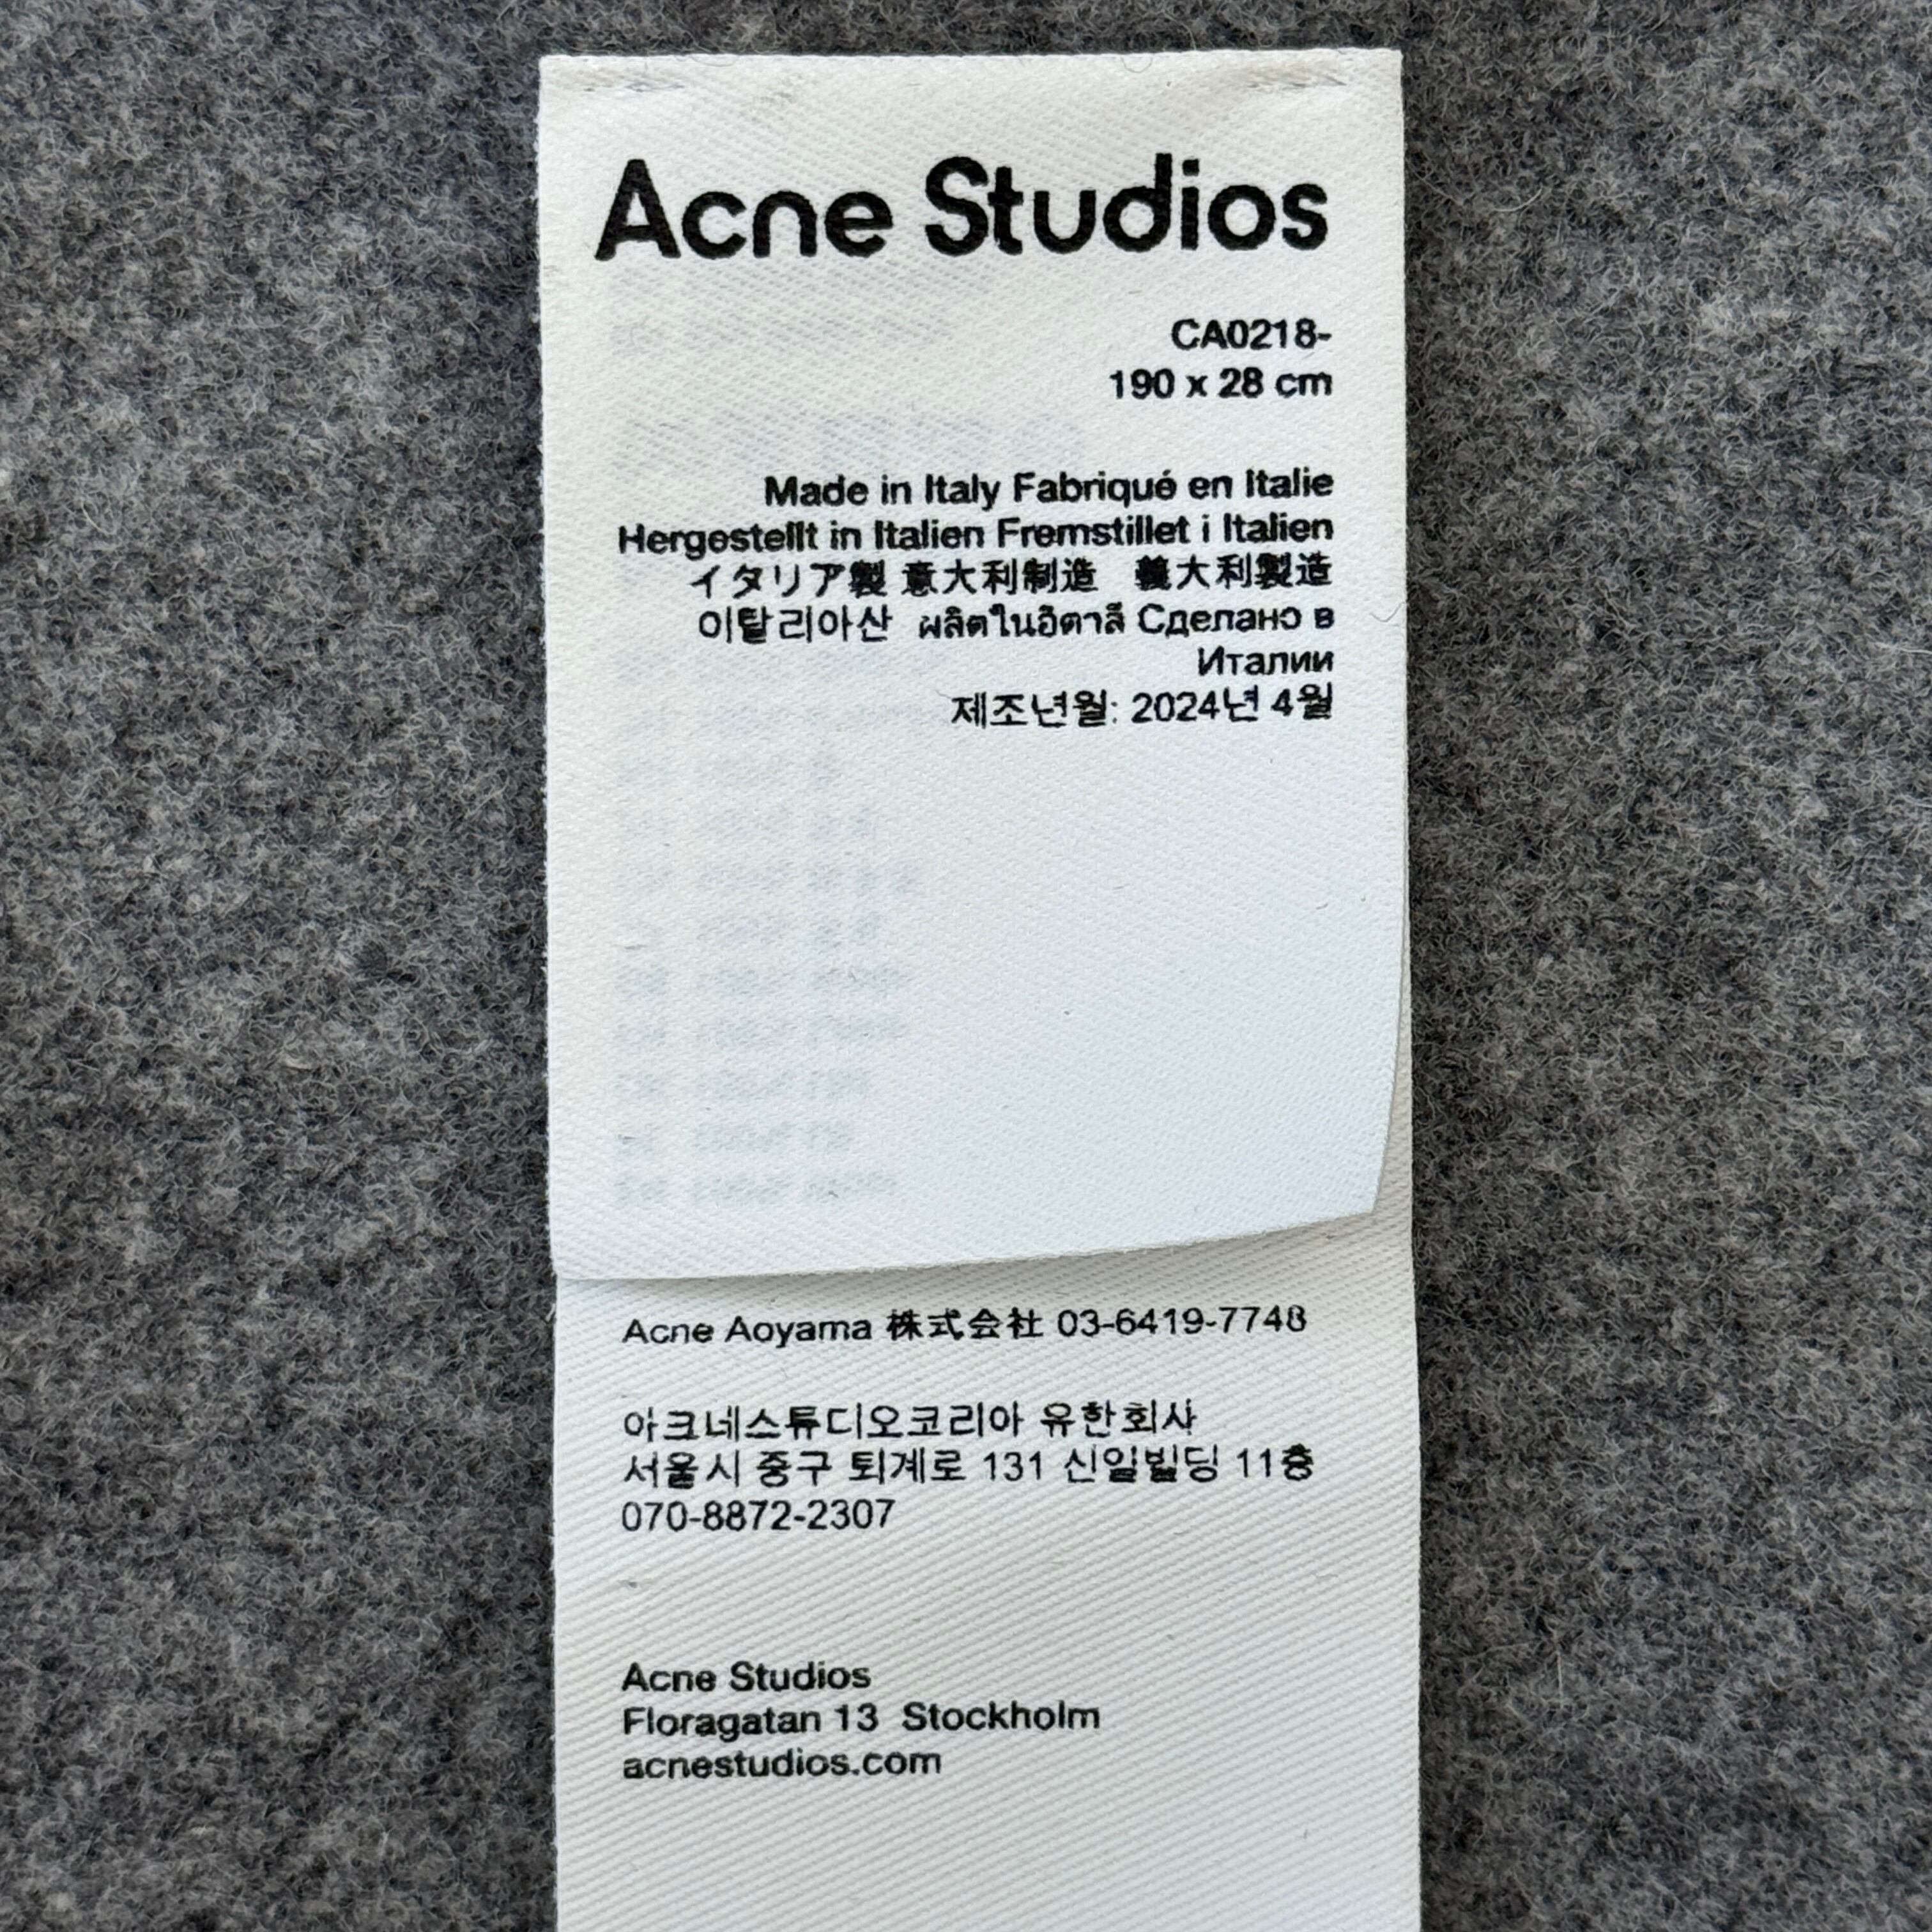 Acne Studios
CA0218-
190 x 28 cm
Made in Italy Fabriqué en Italie
Hergestellt in Italien Fremstillet i Italien
イタリア製 意大利制造 義大利製造
이탈리아산 ผลิตในอิตาลี Сделано в
Италии
제조년월: 2024년 4월
Acne Aoyama 株式会社 03-6419-7748
아크네스튜디오코리아 유한회사
서울시 중구 퇴계로 131 신일빌딩 11층
070-8872-2307
Acne Studios
Floragatan 13 Stockholm
acnestudios.com